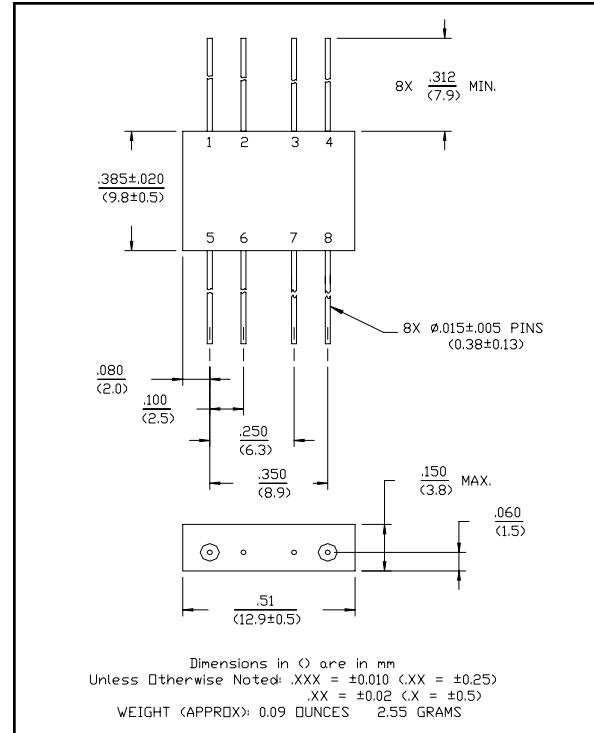 8X .312 MIN.
(7.9)
1 2 3 4
.385±.020
(9.8±0.5)
5 6 7 8
8X Ø.015±.005 PINS
(0.38±0.13)
.080
(2.0)
.100
(2.5)
.250
(6.3)
.350
(8.9)
.150 MAX.
(3.8)
.060
(1.5)
.51
(12.9±0.5)
Dimensions in () are in mm
Unless Otherwise Noted: .XXX = ±0.010 (.XX = ±0.25)
.XX = ±0.02 (.X = ±0.5)
WEIGHT (APPROX): 0.09 OUNCES 2.55 GRAMS